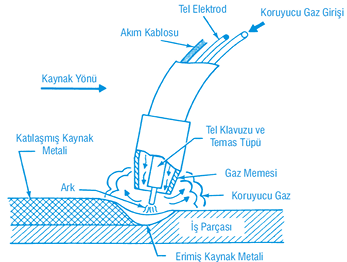 Tel Elektrod
Koruyucu Gaz Girişi
Akım Kablosu
Kaynak Yönü
Tel Klavuzu ve
Temas Tüpü
Katılaşmış Kaynak
Metali
Gaz Memesi
Ark
Koruyucu Gaz
İş Parçası
Erimiş Kaynak Metali